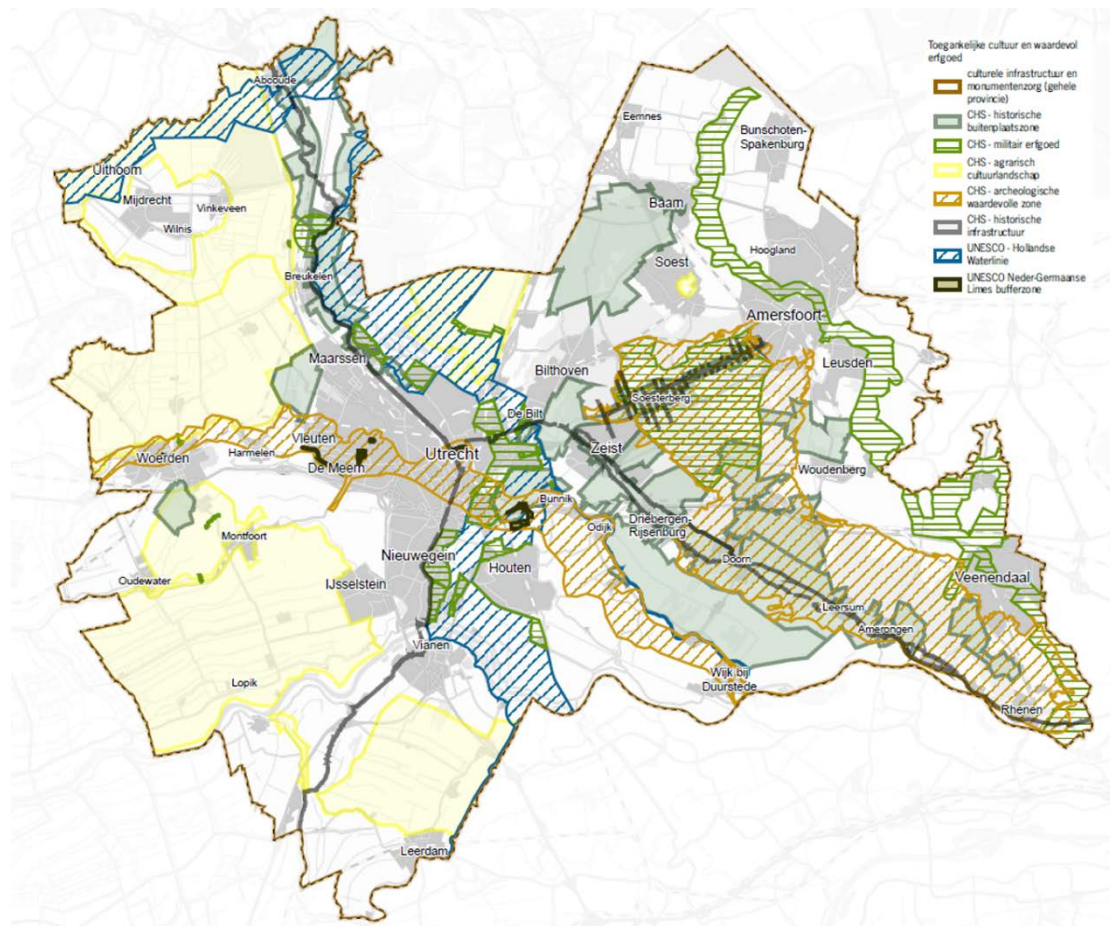 Toegankelijke cultuur en waardevol
erfgoed
culturele infrastructuur en
monumentenzorg (gehele
provincie)
CHS - historische
buitenplaatszone
CHS - militair erfgoed
CHS - agrarisch
cultuurlandschap
CHS - archeologische
waardevolle zone
CHS - historische
infrastructuur
UNESCO - Hollandse
Waterlinie
UNESCO Neder-Germaanse
Limes bufferzone
Abcoude
Eemnes
Bunschoten-
Spakenburg
Uithoorn
Mijdrecht
Vinkeveen
Wilnis
Baarn
Hoogland
Soest
Breukelen
Amersfoort
Maarssen
Leusden
Bilthoven
Soesterberg
De Bilt
Vleuten
Utrecht
Zeist
Woerden
Harmelen
De Meern
Woudenberg
Bunnik
Odijk
Driebergen-
Rijsenburg
Montfoort
Nieuwegein
Doorn
Oudewater
IJsselstein
Houten
Veenendaal
Leersum
Amerongen
Vianen
Wijk bij
Duurstede
Lopik
Rhenen
Leerdam